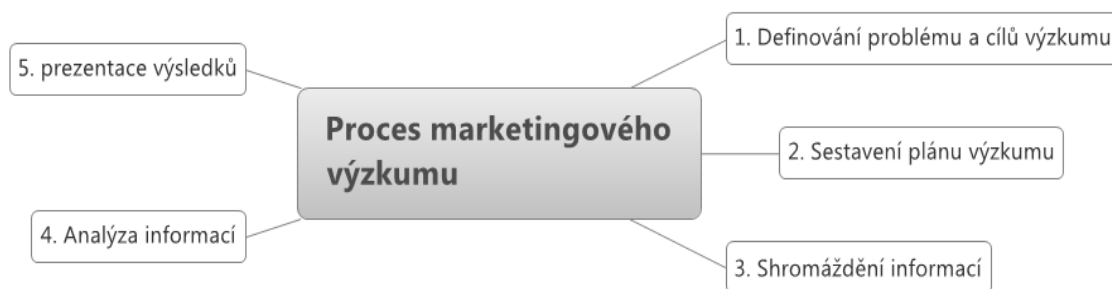 Proces marketingového
výzkumu
1. Definování problému a cílů výzkumu
2. Sestavení plánu výzkumu
3. Shromáždění informací
4. Analýza informací
5. prezentace výsledků